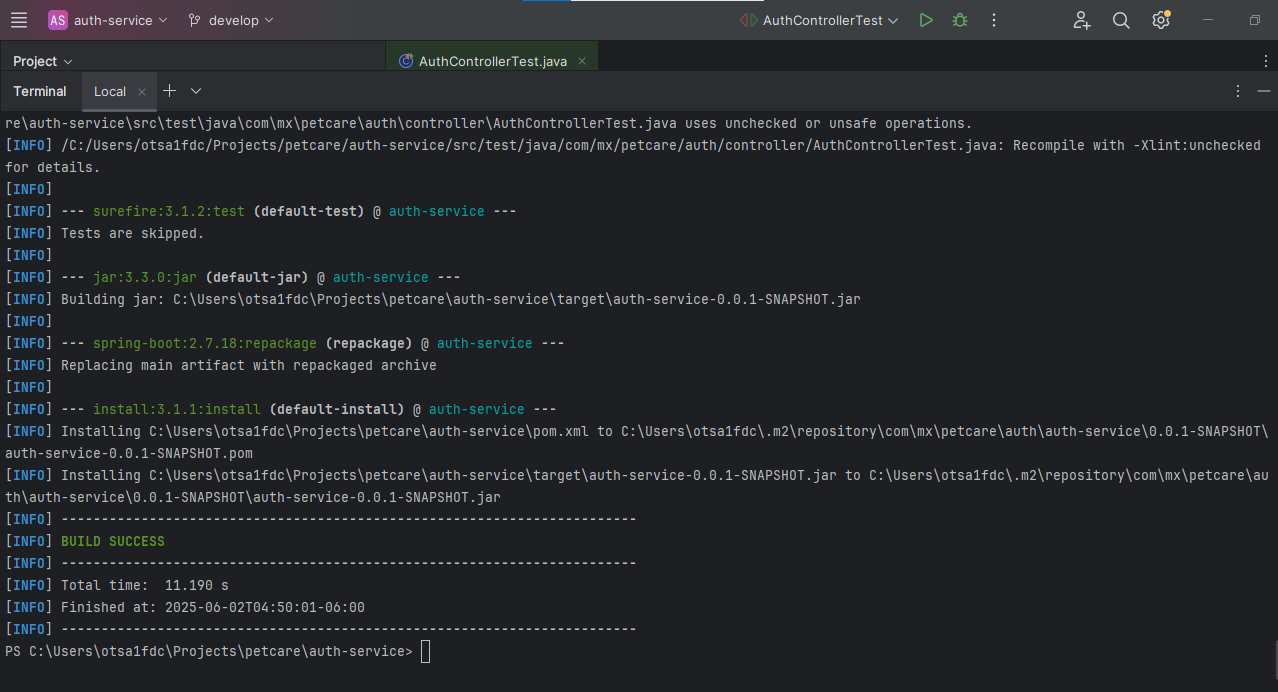 AS auth-service develop AuthControllerTest
Project AuthControllerTest.java
Terminal Local
re\auth-service\src\test\java\com\mx\petcare\auth\controller\AuthControllerTest.java uses unchecked or unsafe operations.
[INFO] /C:/Users/otsa1fdc/Projects/petcare/auth-service/src/test/java/com/mx/petcare/auth/controller/AuthControllerTest.java: Recompile with -Xlint:unchecked
for details.
[INFO]
[INFO] --- surefire:3.1.2:test (default-test) @ auth-service ---
[INFO] Tests are skipped.
[INFO]
[INFO] --- jar:3.3.0:jar (default-jar) @ auth-service ---
[INFO] Building jar: C:\Users\otsa1fdc\Projects\petcare\auth-service\target\auth-service-0.0.1-SNAPSHOT.jar
[INFO]
[INFO] --- spring-boot:2.7.18:repackage (repackage) @ auth-service ---
[INFO] Replacing main artifact with repackaged archive
[INFO]
[INFO] --- install:3.1.1:install (default-install) @ auth-service ---
[INFO] Installing C:\Users\otsa1fdc\Projects\petcare\auth-service\pom.xml to C:\Users\otsa1fdc\.m2\repository\com\mx\petcare\auth\auth-service\0.0.1-SNAPSHOT\
auth-service-0.0.1-SNAPSHOT.pom
[INFO] Installing C:\Users\otsa1fdc\Projects\petcare\auth-service\target\auth-service-0.0.1-SNAPSHOT.jar to C:\Users\otsa1fdc\.m2\repository\com\mx\petcare\au
th\auth-service\0.0.1-SNAPSHOT\auth-service-0.0.1-SNAPSHOT.jar
[INFO] ------------------------------------------------------------------------
[INFO] BUILD SUCCESS
[INFO] ------------------------------------------------------------------------
[INFO] Total time:  11.190 s
[INFO] Finished at: 2025-06-02T04:50:01-06:00
[INFO] ------------------------------------------------------------------------
PS C:\Users\otsa1fdc\Projects\petcare\auth-service>